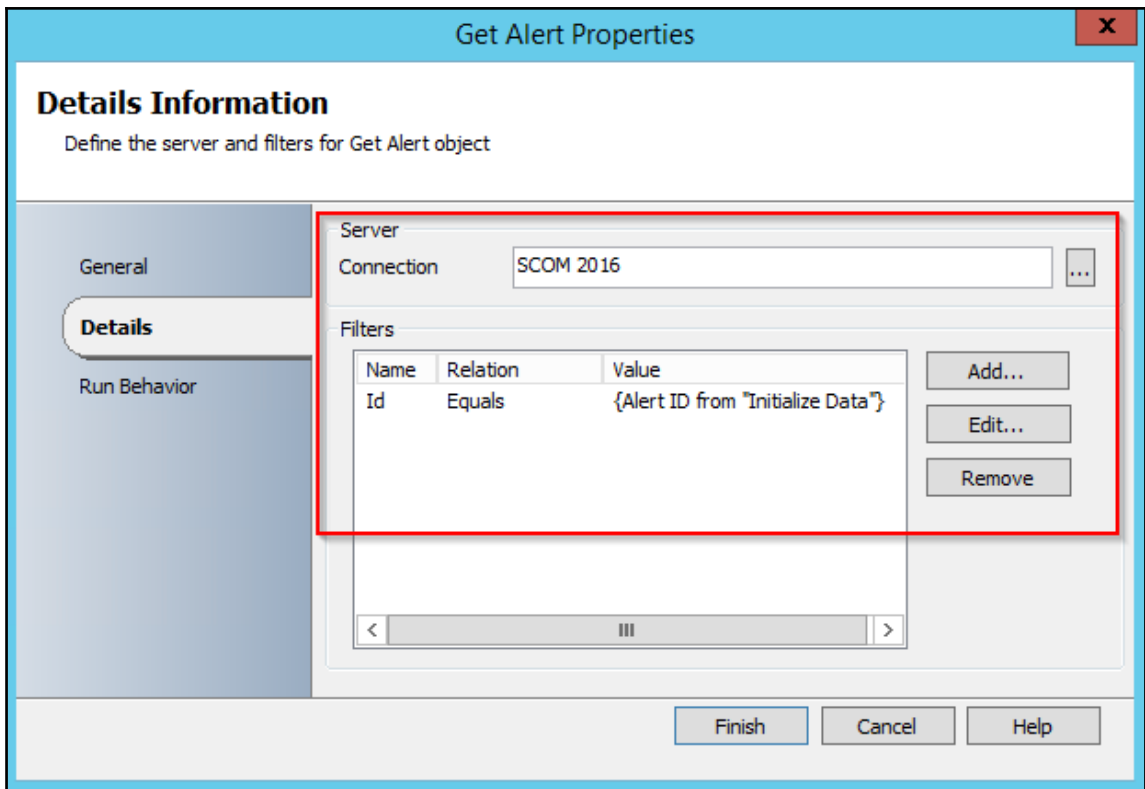 Get Alert Properties
x
Details Information
Define the server and filters for Get Alert object
General
Details
Run Behavior
Server
Connection SCOM 2016 ...
Filters
Name Relation Value
Id Equals {Alert ID from "Initialize Data"}
Add...
Edit...
Remove
Finish Cancel Help